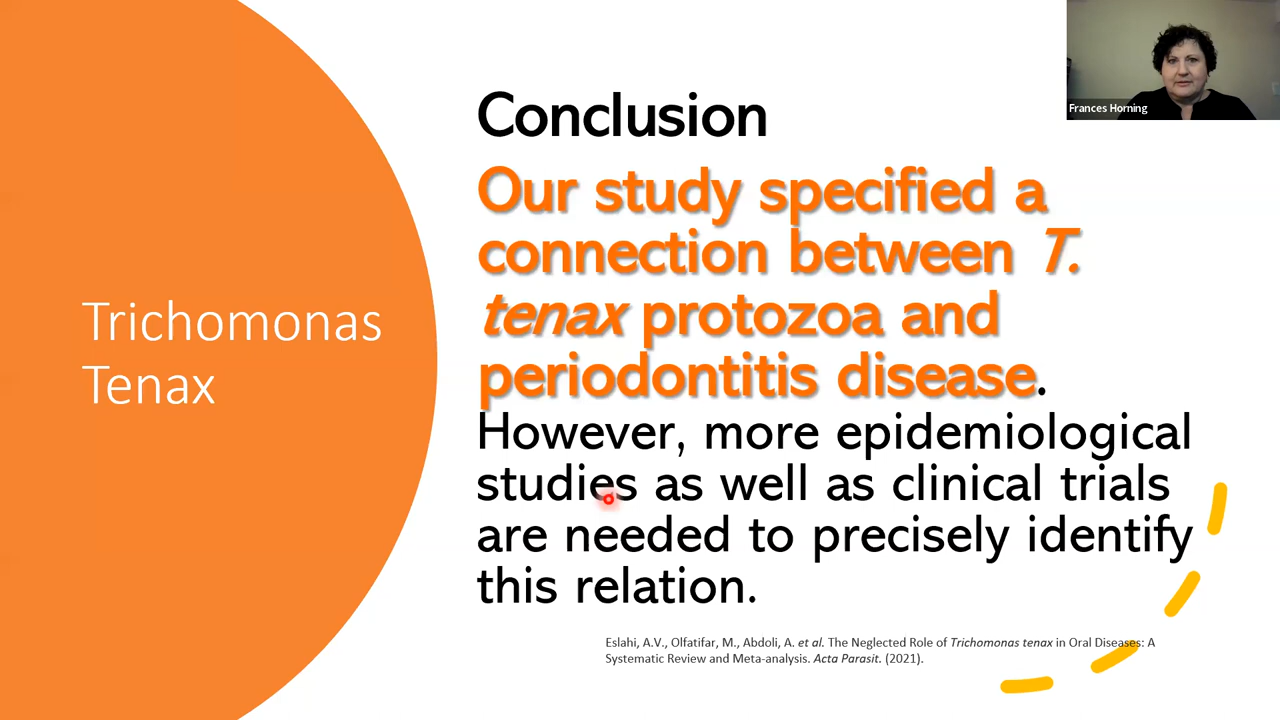 Trichomonas
Tenax
Conclusion
Our study specified a
connection between T.
tenax protozoa and
periodontitis disease.
However, more epidemiological
studies as well as clinical trials
are needed to precisely identify
this relation.
Eslahi, A.V., Olfatifar, M., Abdoli, A. et al. The Neglected Role of Trichomonas tenax in Oral Diseases: A
Systematic Review and Meta-analysis. Acta Parasit. (2021).
Frances Horning